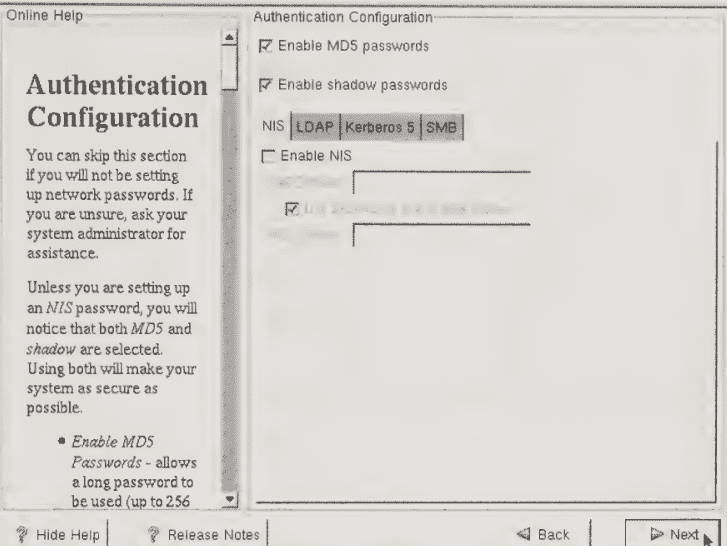 Online Help
Authentication
Configuration
You can skip this section
if you will not be setting
up network passwords. If
you are unsure, ask your
system administrator for
assistance.
Unless you are setting up
an NIS password, you will
notice that both MD5 and
shadow are selected.
Using both will make your
system as secure as
possible.
Enable MD5
Passwords - allows
a long password to
be used (up to 256
Authentication Configuration
Enable MD5 passwords
Enable shadow passwords
NIS LDAP Kerberos 5 SMB
Enable NIS
Hide Help Release Notes Back Next